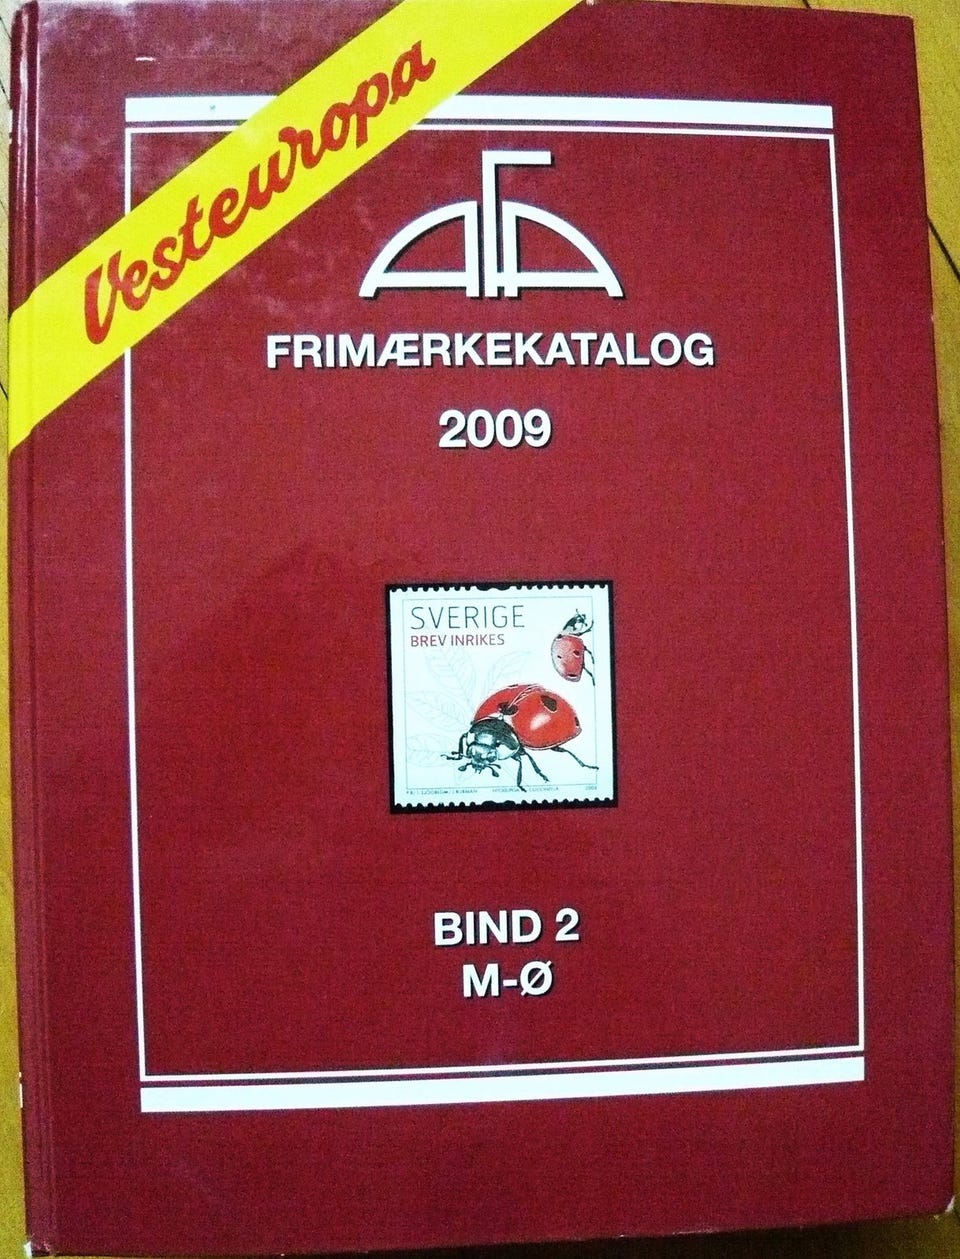 Vesteuropa
AFA
FRIMÆRKEKATALOG
2009
SVERIGE
BREV INRIKES
BIND 2
M-Ø